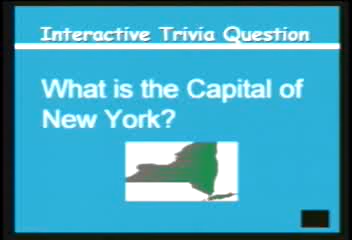 Interactive Trivia Question
What is the Capital of
New York?